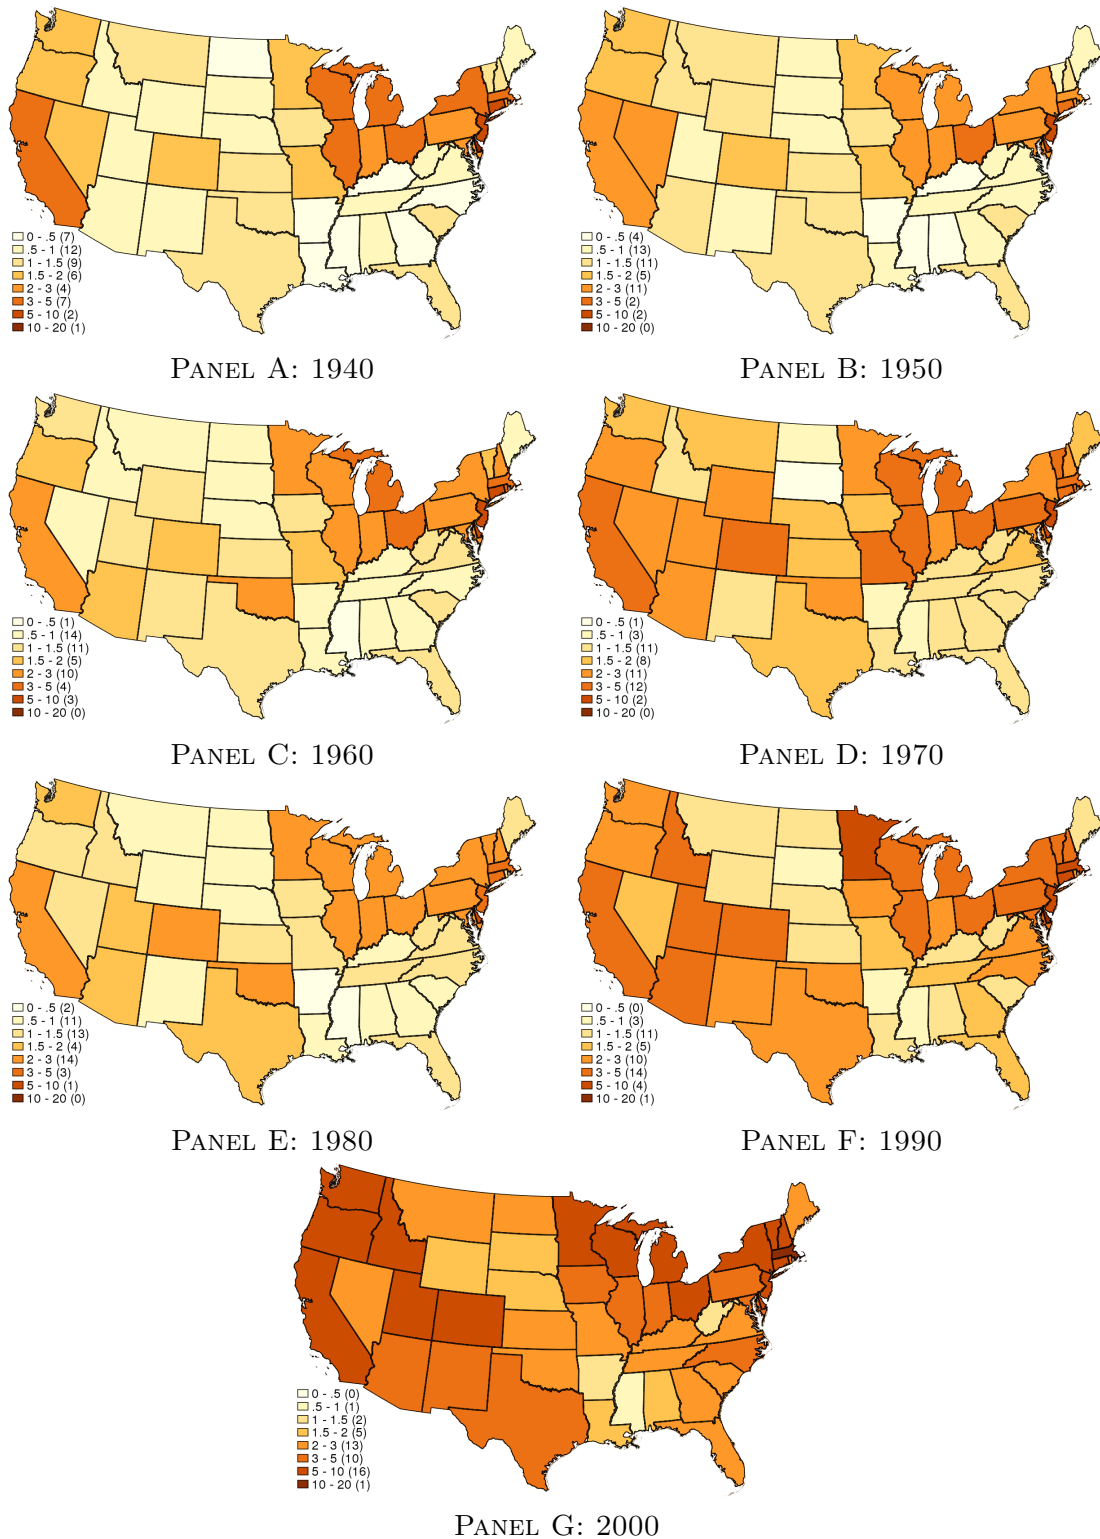 0 - .5 (7)
.5 - 1 (12)
1 - 1.5 (9)
1.5 - 2 (6)
2 - 3 (4)
3 - 5 (7)
5 - 10 (2)
10 - 20 (1)
PANEL A: 1940
0 - .5 (4)
.5 - 1 (13)
1 - 1.5 (11)
1.5 - 2 (5)
2 - 3 (11)
3 - 5 (2)
5 - 10 (2)
10 - 20 (0)
PANEL B: 1950
0 - .5 (1)
.5 - 1 (14)
1 - 1.5 (11)
1.5 - 2 (5)
2 - 3 (10)
3 - 5 (4)
5 - 10 (3)
10 - 20 (0)
PANEL C: 1960
0 - .5 (1)
.5 - 1 (3)
1 - 1.5 (11)
1.5 - 2 (8)
2 - 3 (11)
3 - 5 (12)
5 - 10 (2)
10 - 20 (0)
PANEL D: 1970
0 - .5 (2)
.5 - 1 (11)
1 - 1.5 (13)
1.5 - 2 (4)
2 - 3 (14)
3 - 5 (3)
5 - 10 (1)
10 - 20 (0)
PANEL E: 1980
0 - .5 (0)
.5 - 1 (3)
1 - 1.5 (11)
1.5 - 2 (5)
2 - 3 (10)
3 - 5 (14)
5 - 10 (4)
10 - 20 (1)
PANEL F: 1990
0 - .5 (0)
.5 - 1 (1)
1 - 1.5 (2)
1.5 - 2 (5)
2 - 3 (13)
3 - 5 (10)
5 - 10 (16)
10 - 20 (1)
PANEL G: 2000